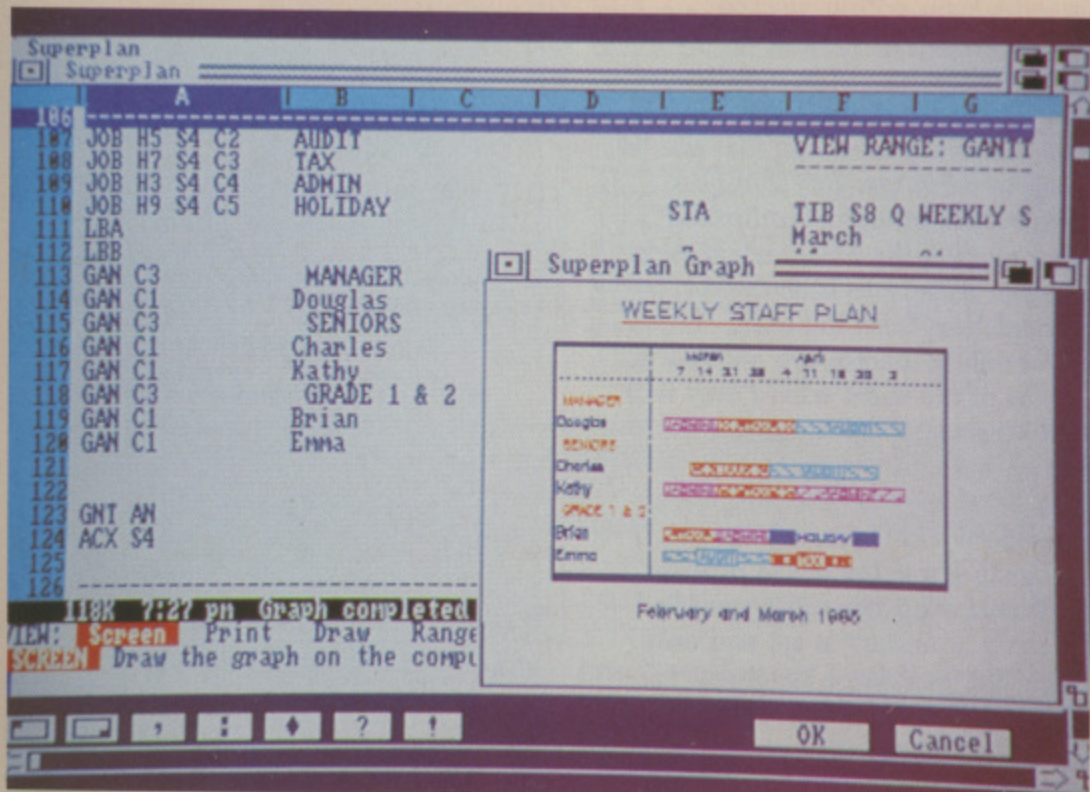 Superplan
Superplan
A B C D E F G
106
107 JOB H5 S4 C2 AUDIT VIEW RANGE: GANTT
108 JOB H7 S4 C3 TAX
109 JOB H3 S4 C4 ADMIN
110 JOB H9 S4 C5 HOLIDAY STA TIB S8 Q WEEKLY S
111 LBA March
112 LBB
113 GAN C3 MANAGER
114 GAN C1 Douglas
115 GAN C3 SENIORS
116 GAN C1 Charles
117 GAN C1 Kathy
118 GAN C3 GRADE 1 & 2
119 GAN C1 Brian
120 GAN C1 Emma
121
122
123 GNT AN
124 ACX S4
125
126
118K 7:27 pm Graph completed
VIEW: Screen Print Draw Range
SCREEN Draw the graph on the compu
Superplan Graph
WEEKLY STAFF PLAN
March April
7 14 21 28 4 11 18
MANAGER
Douglas
SENIORS
Charles
Kathy
GRADE 1 & 2
Brian HOLIDAY
Emma
February and March 1985
, : ♦ ? !
OK Cancel